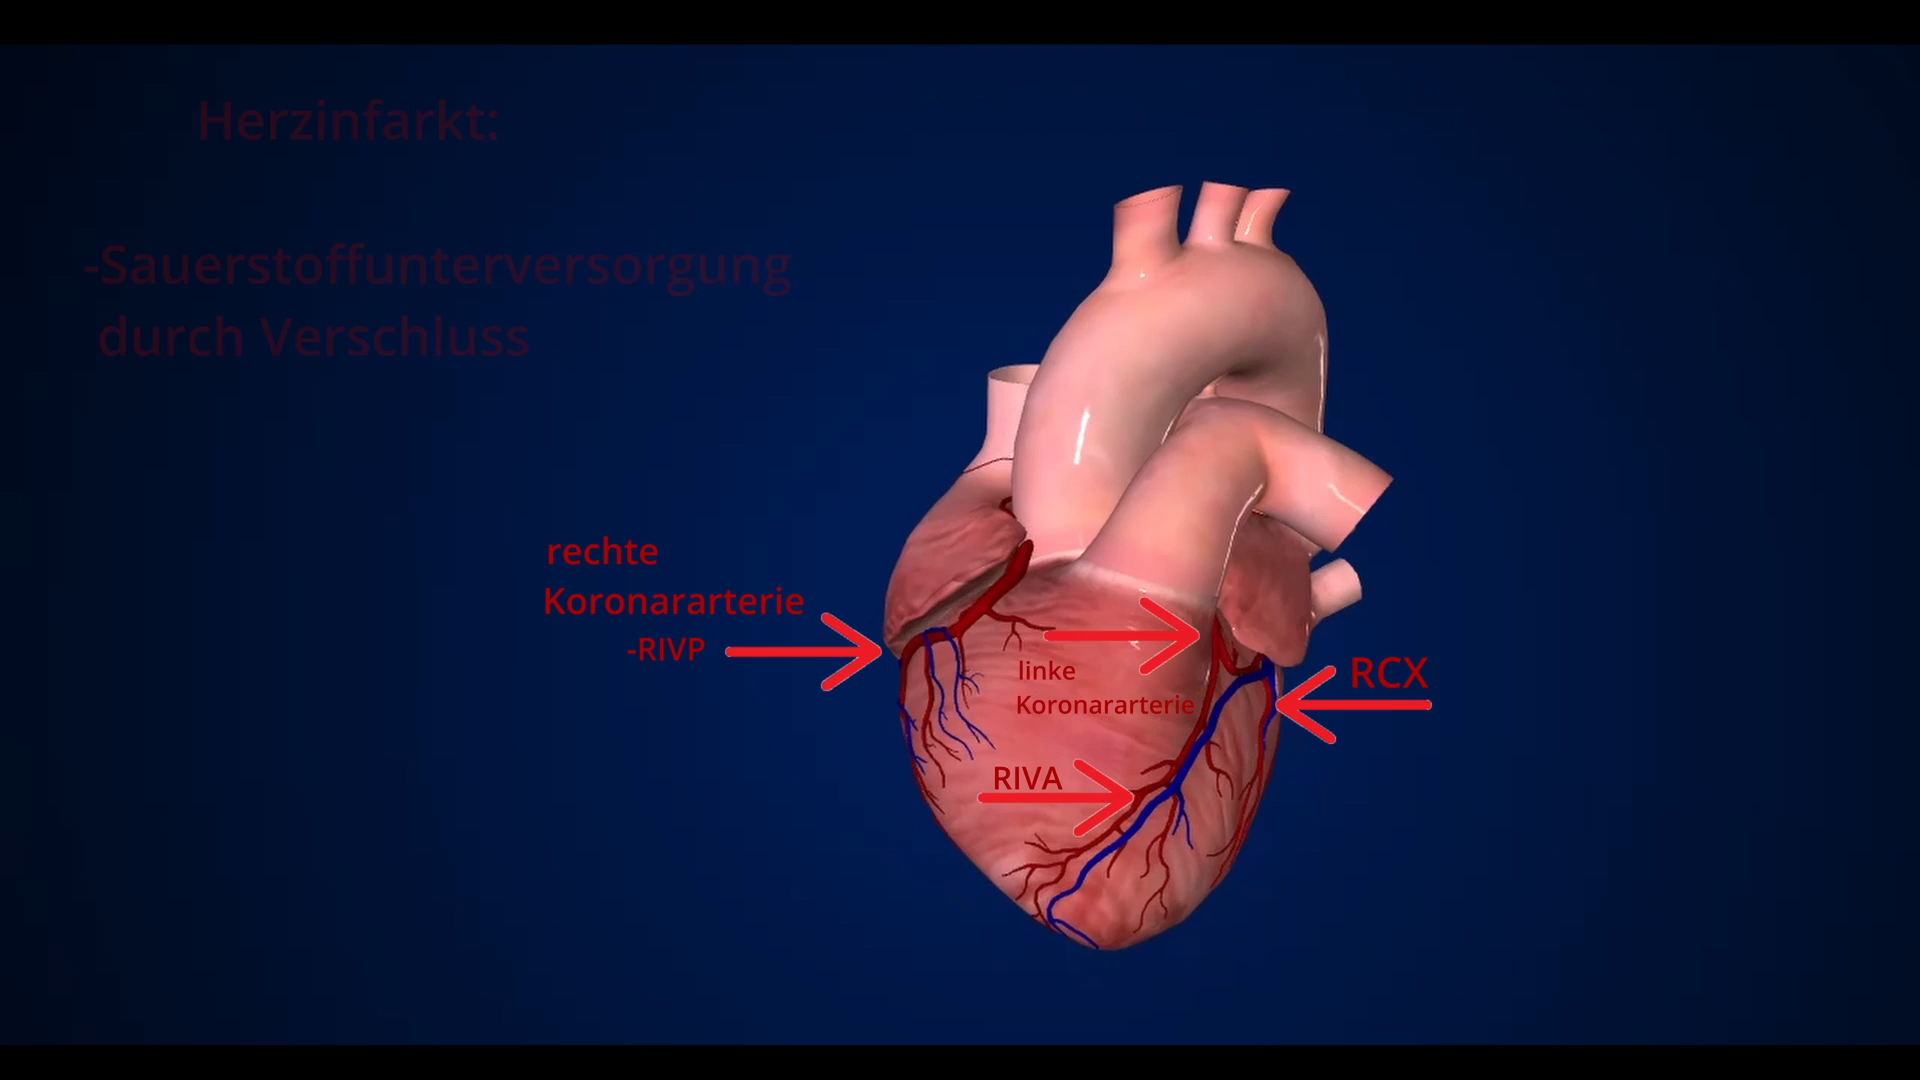 Herzinfarkt:
-Sauerstoffunterversorgung
durch Verschluss
rechte
Koronararterie
-RIVP
linke
Koronararterie
RCX
RIVA